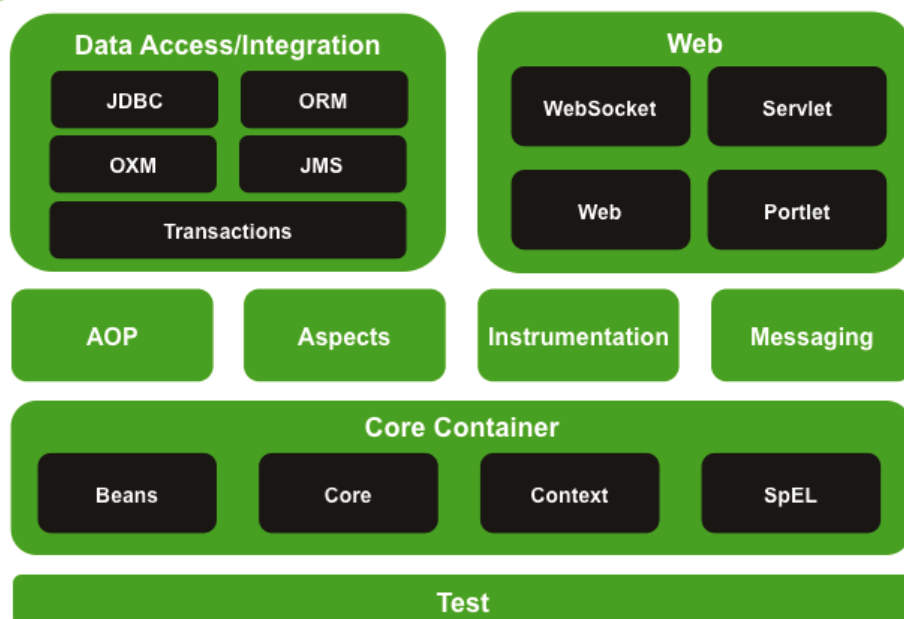 Data Access/Integration
JDBC
ORM
OXM
JMS
Transactions
Web
WebSocket
Servlet
Web
Portlet
AOP
Aspects
Instrumentation
Messaging
Core Container
Beans
Core
Context
SpEL
Test